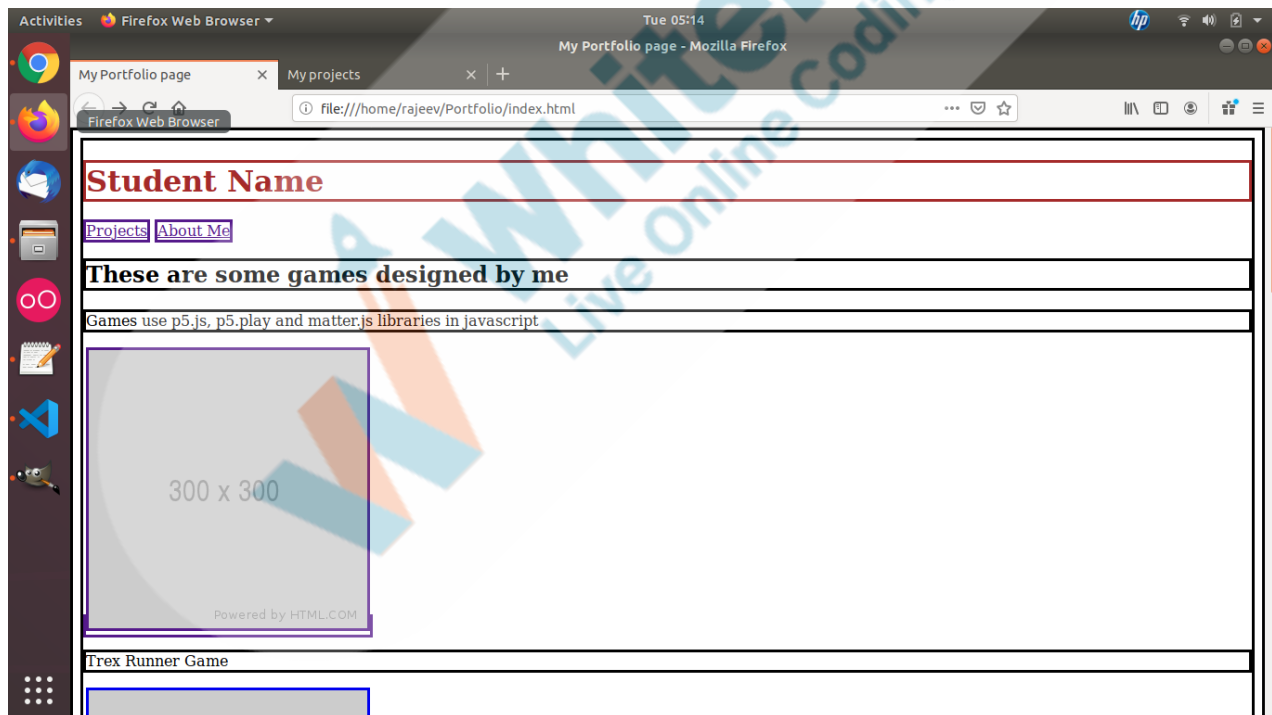 Activities Firefox Web Browser Tue 05:14
My Portfolio page - Mozilla Firefox
My Portfolio page My projects
file:///home/rajeev/Portfolio/index.html
Firefox Web Browser
Student Name
Projects About Me
These are some games designed by me
Games use p5.js, p5.play and matter.js libraries in javascript
300 x 300
Powered by HTML.COM
Trex Runner Game
White
Live Online Coding
hp